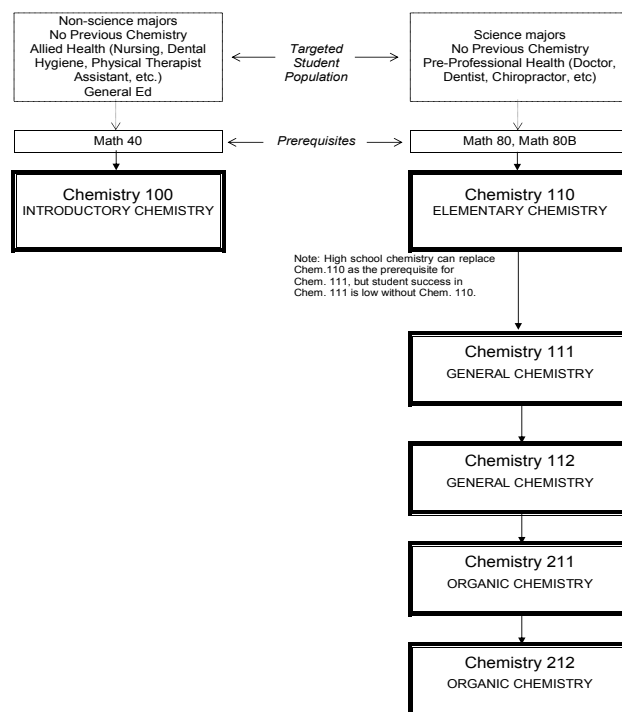 Non-science majors
No Previous Chemistry
Allied Health (Nursing, Dental
Hygiene, Physical Therapist
Assistant, etc.)
General Ed
Targeted
Student
Population
Science majors
No Previous Chemistry
Pre-Professional Health (Doctor,
Dentist, Chiropractor, etc)
Math 40
Prerequisites
Math 80, Math 80B
Chemistry 100
INTRODUCTORY CHEMISTRY
Chemistry 110
ELEMENTARY CHEMISTRY
Note: High school chemistry can replace
Chem.110 as the prerequisite for
Chem. 111, but student success in
Chem. 111 is low without Chem. 110.
Chemistry 111
GENERAL CHEMISTRY
Chemistry 112
GENERAL CHEMISTRY
Chemistry 211
ORGANIC CHEMISTRY
Chemistry 212
ORGANIC CHEMISTRY